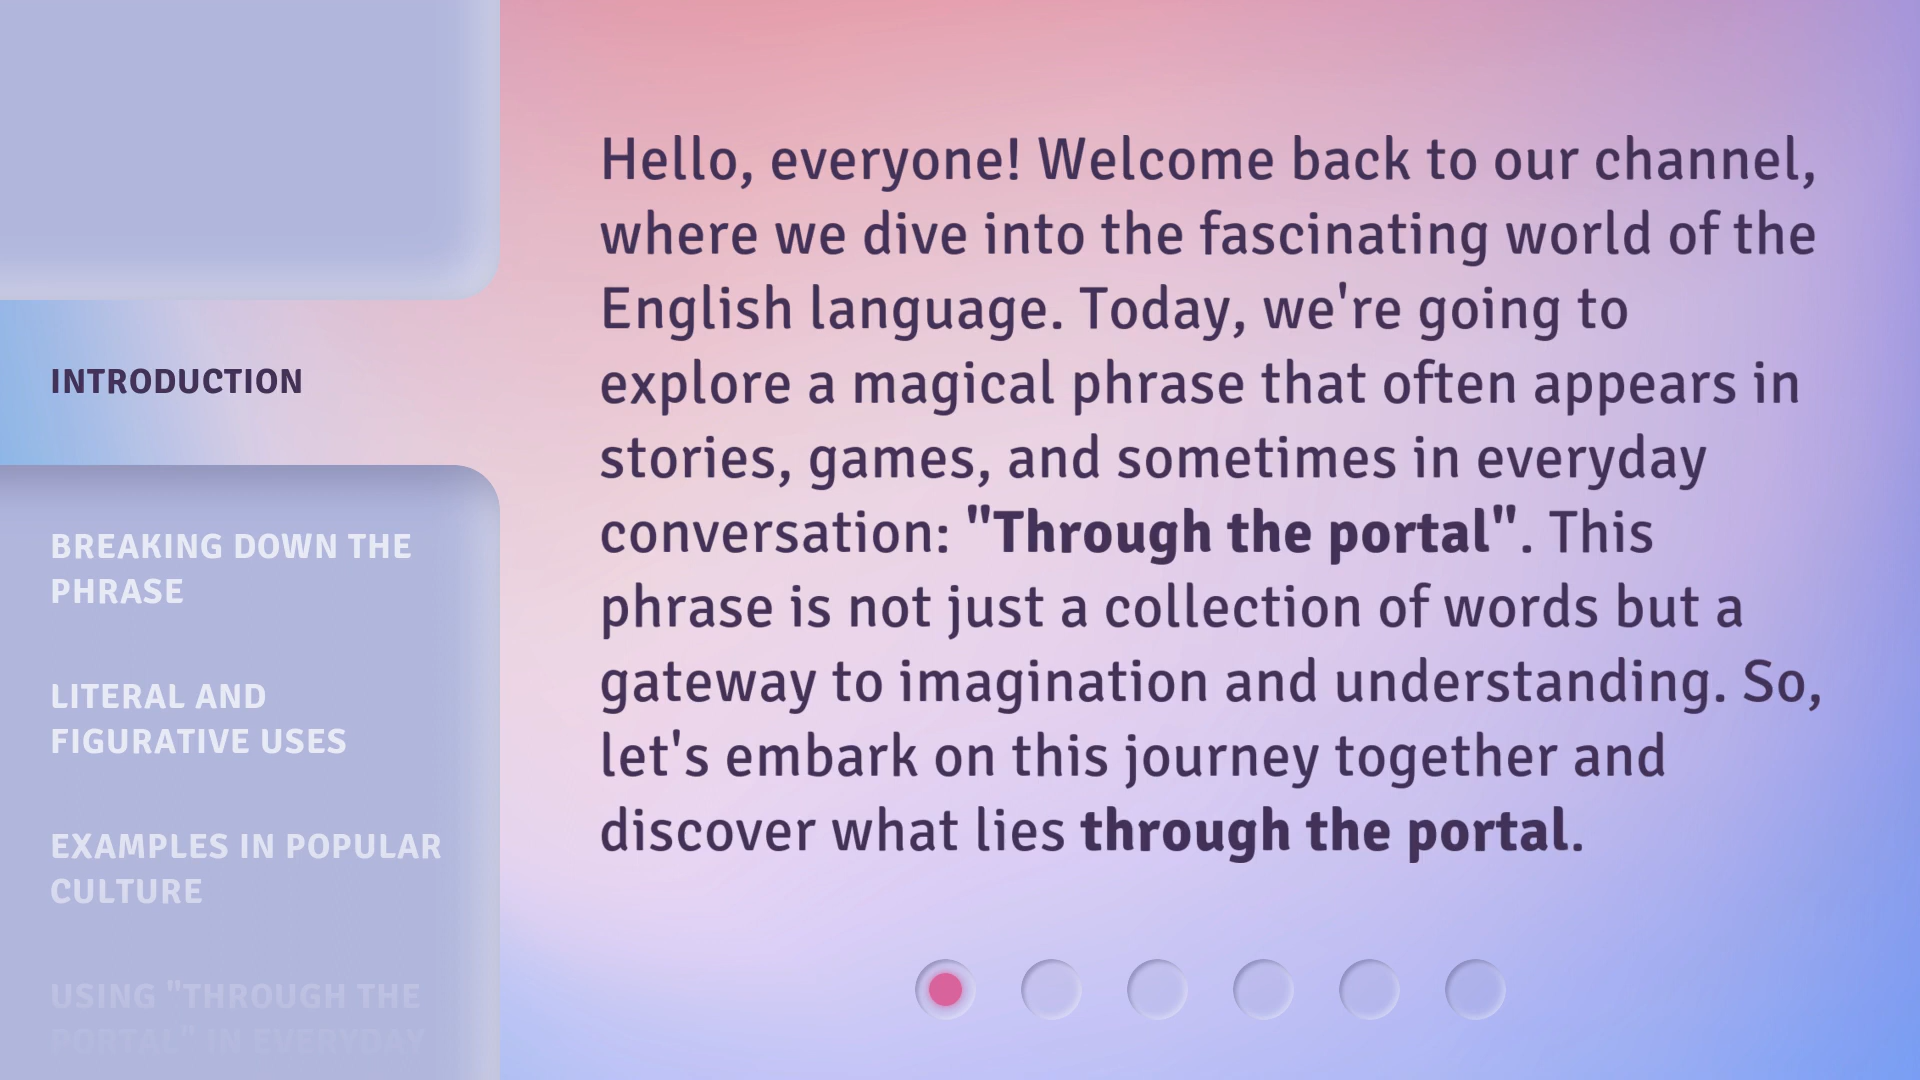 INTRODUCTION
BREAKING DOWN THE
PHRASE
LITERAL AND
FIGURATIVE USES
EXAMPLES IN POPULAR
CULTURE
USING "THROUGH THE
PORTAL" IN EVERYDAY
Hello, everyone! Welcome back to our channel,
where we dive into the fascinating world of the
English language. Today, we're going to
explore a magical phrase that often appears in
stories, games, and sometimes in everyday
conversation: "Through the portal". This
phrase is not just a collection of words but a
gateway to imagination and understanding. So,
let's embark on this journey together and
discover what lies through the portal.